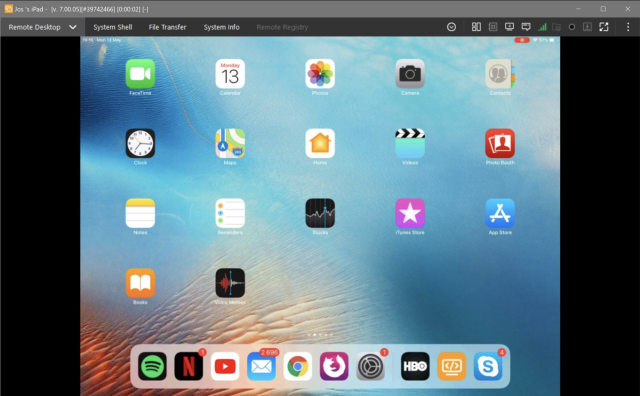 Jos 's iPad - [v. 7.00.05][#39742466] [0:00:02] [-]
Remote Desktop System Shell File Transfer System Info Remote Registry
Mon 13 May
Monday
13
FaceTime Calendar Photos Camera Contacts
Clock Maps Home Videos Photo Booth
Notes Reminders Stocks iTunes Store App Store
Books Voice Memos
1 2 696 1 4
N HBO S